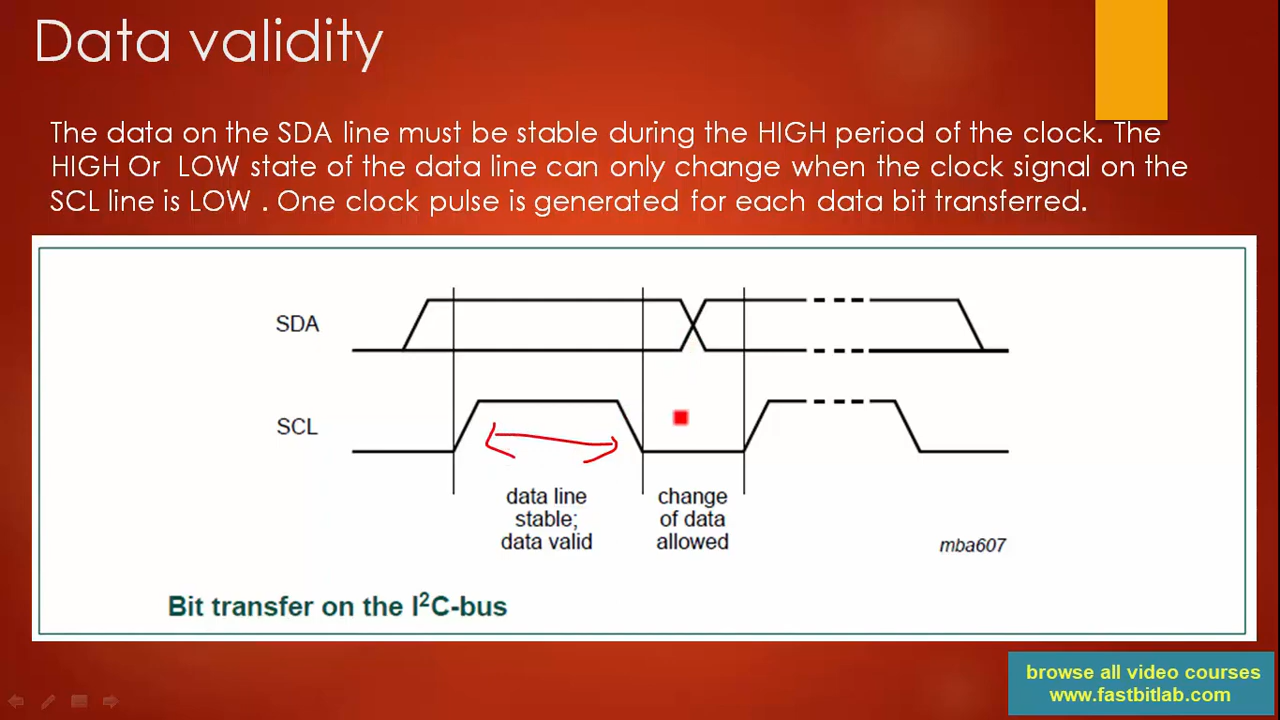 Data validity
The data on the SDA line must be stable during the HIGH period of the clock. The
HIGH Or LOW state of the data line can only change when the clock signal on the
SCL line is LOW . One clock pulse is generated for each data bit transferred.
SDA
SCL
data line
stable;
data valid
change
of data
allowed
mba607
Bit transfer on the I²C-bus
browse all video courses
www.fastbitlab.com